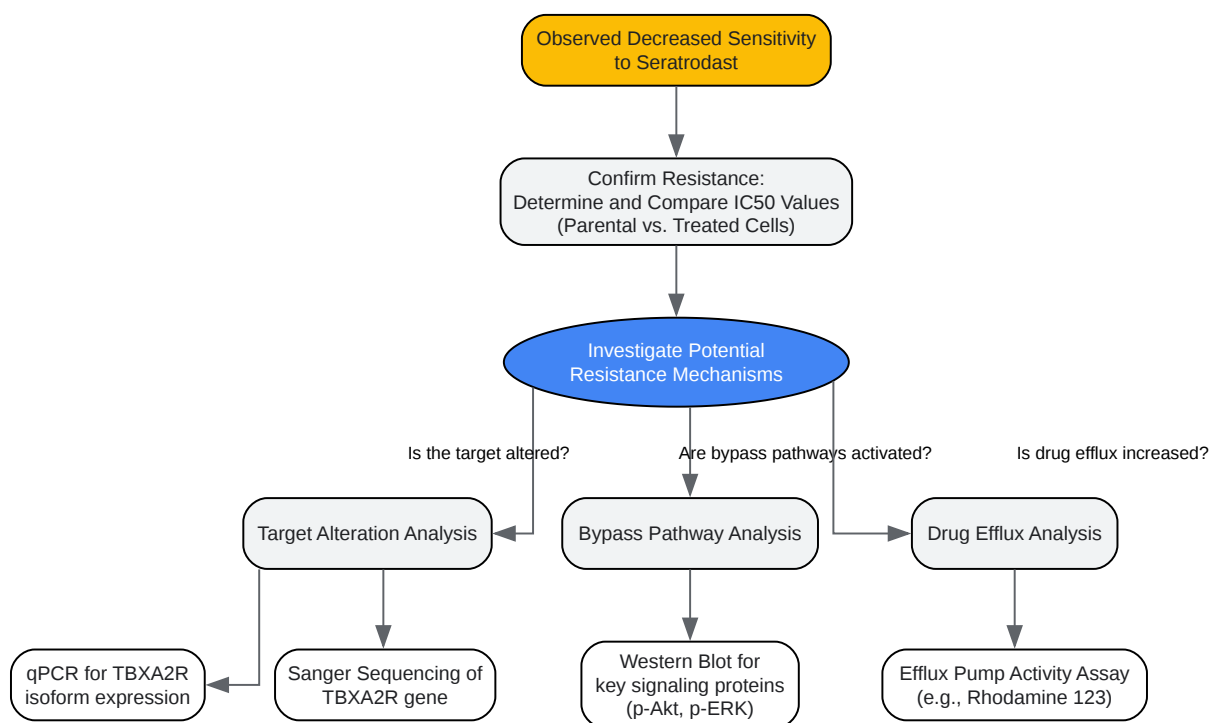 Observed Decreased Sensitivity
to Seratrodast
Confirm Resistance:
Determine and Compare IC50 Values
(Parental vs. Treated Cells)
Investigate Potential
Resistance Mechanisms
Is the target altered?
Are bypass pathways activated?
Is drug efflux increased?
Target Alteration Analysis
Bypass Pathway Analysis
Drug Efflux Analysis
qPCR for TBXA2R
isoform expression
Sanger Sequencing of
TBXA2R gene
Western Blot for
key signaling proteins
(p-Akt, p-ERK)
Efflux Pump Activity Assay
(e.g., Rhodamine 123)